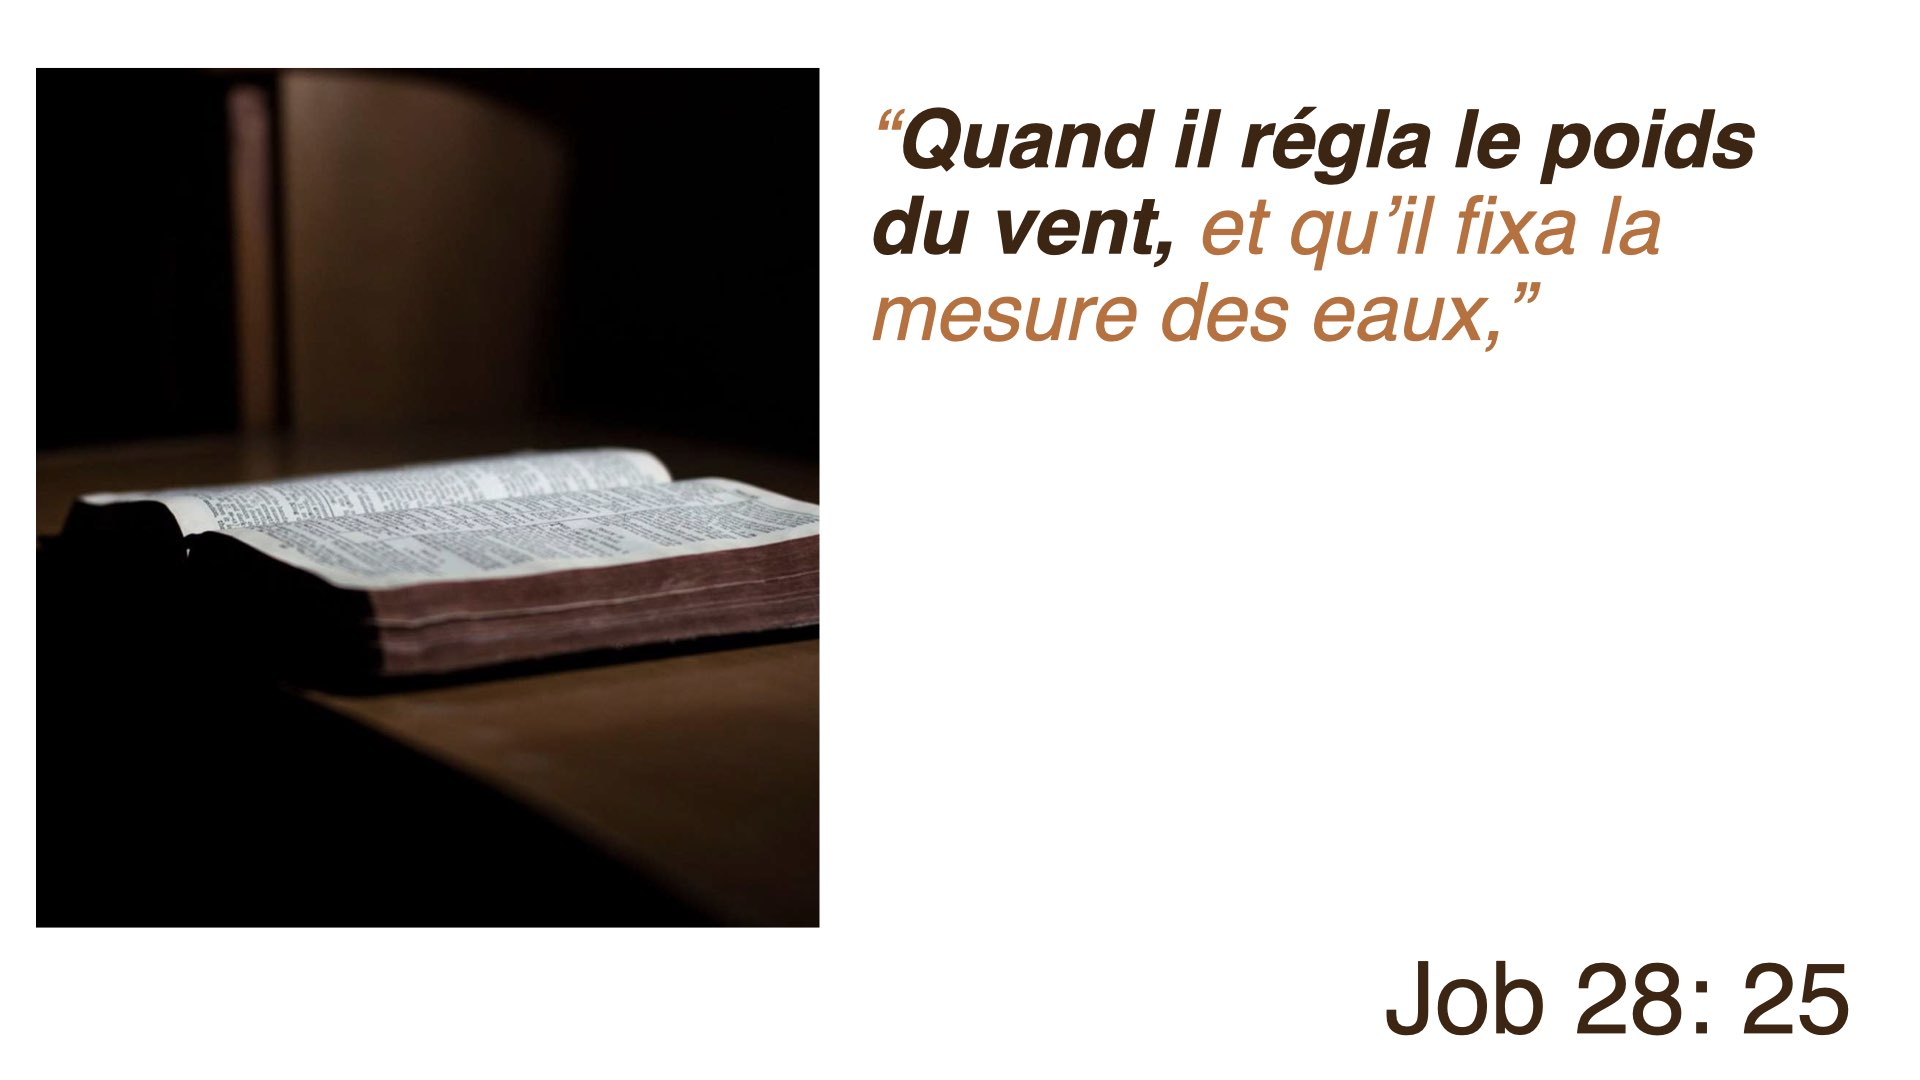 “Quand il régla le poids
du vent, et qu’il fixa la
mesure des eaux,”
Job 28: 25